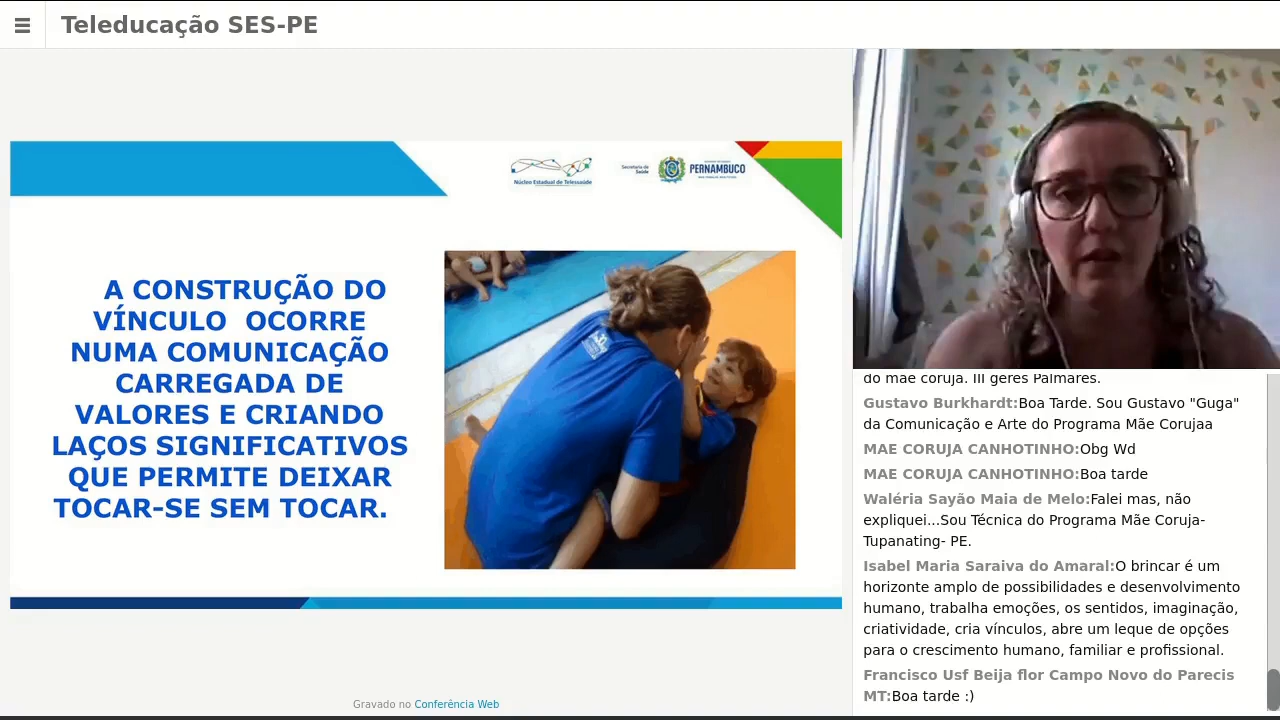 Teleducação SES-PE
Núcleo Estadual de Telessaúde
Secretaria de
Saúde
PERNAMBUCO
A CONSTRUÇÃO DO
VÍNCULO OCORRE
NUMA COMUNICAÇÃO
CARREGADA DE
VALORES E CRIANDO
LAÇOS SIGNIFICATIVOS
QUE PERMITE DEIXAR
TOCAR-SE SEM TOCAR.
Gravado no Conferência Web
do mãe coruja. III geres Palmares.
Gustavo Burkhardt:Boa Tarde. Sou Gustavo "Guga"
da Comunicação e Arte do Programa Mãe Corujaa
MAE CORUJA CANHOTINHO:Obg Wd
MAE CORUJA CANHOTINHO:Boa tarde
Waléria Sayão Maia de Melo:Falei mas, não
expliquei...Sou Técnica do Programa Mãe Coruja-
Tupanating- PE.
Isabel Maria Saraiva do Amaral:O brincar é um
horizonte amplo de possibilidades e desenvolvimento
humano, trabalha emoções, os sentidos, imaginação,
criatividade, cria vínculos, abre um leque de opções
para o crescimento humano, familiar e profissional.
Francisco Usf Beija flor Campo Novo do Parecis
MT:Boa tarde :)